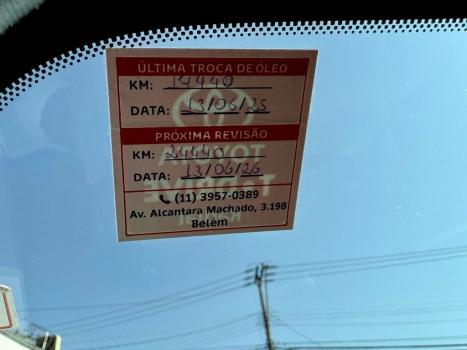 ÚLTIMA TROCA DE ÓLEO
KM: 14440
DATA: 13/06/25
PRÓXIMA REVISÃO
KM: 24440
TOYOTA
DATA: 13/06/26
(11) 3957-0389
Av. Alcantara Machado, 3.198
Belém